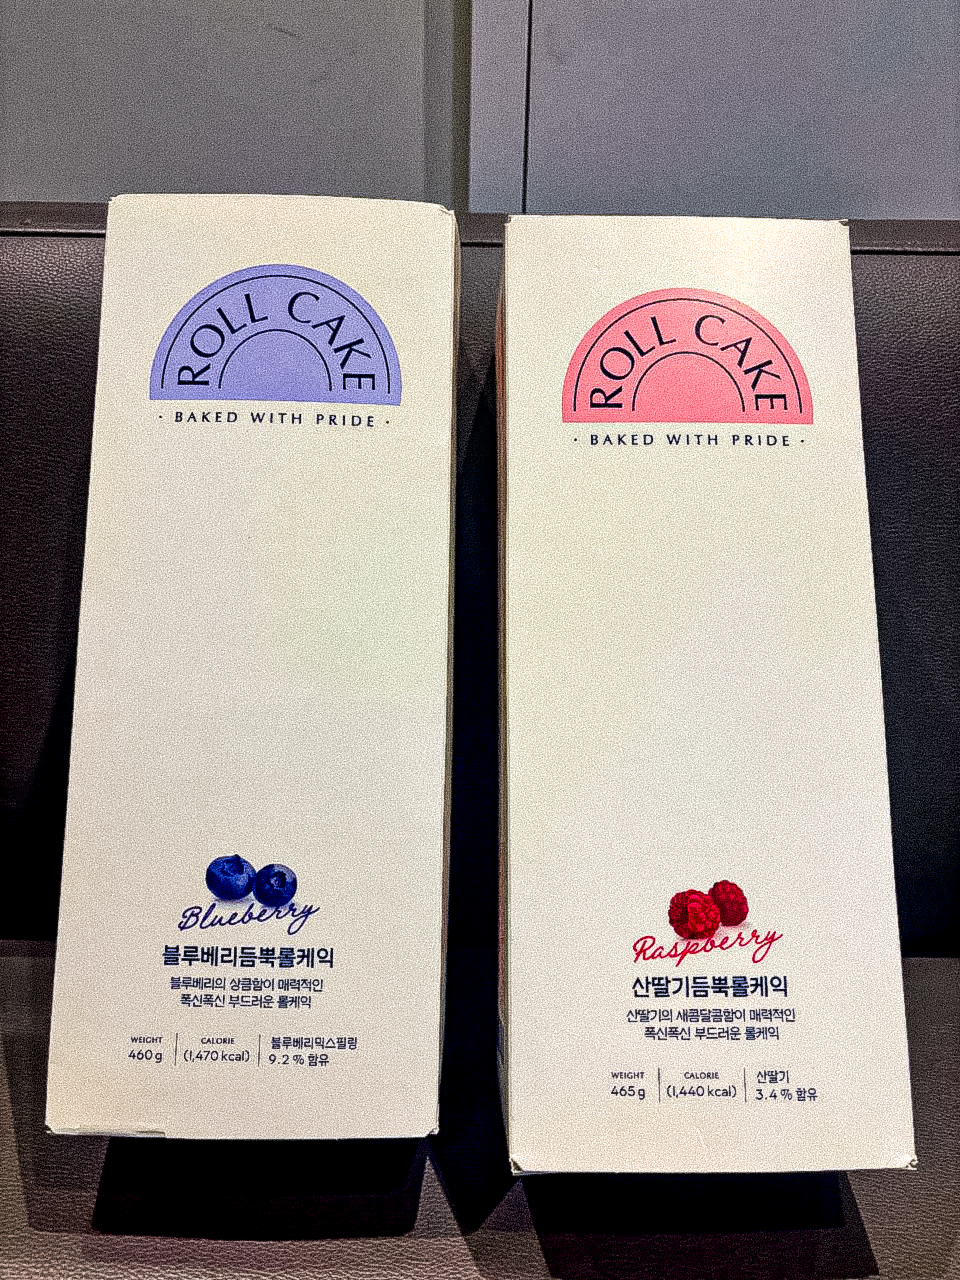 ROLL CAKE
· BAKED WITH PRIDE ·
Blueberry
블루베리듬뿍롤케익
블루베리의 상큼함이 매력적인
폭신폭신 부드러운 롤케익
WEIGHT
460g
CALORIE
(1,470 kcal)
블루베리믹스필링
9.2% 함유
ROLL CAKE
· BAKED WITH PRIDE ·
Raspberry
산딸기듬뿍롤케익
산딸기의 새콤달콤함이 매력적인
폭신폭신 부드러운 롤케익
WEIGHT
465g
CALORIE
(1,440 kcal)
산딸기
3.4% 함유